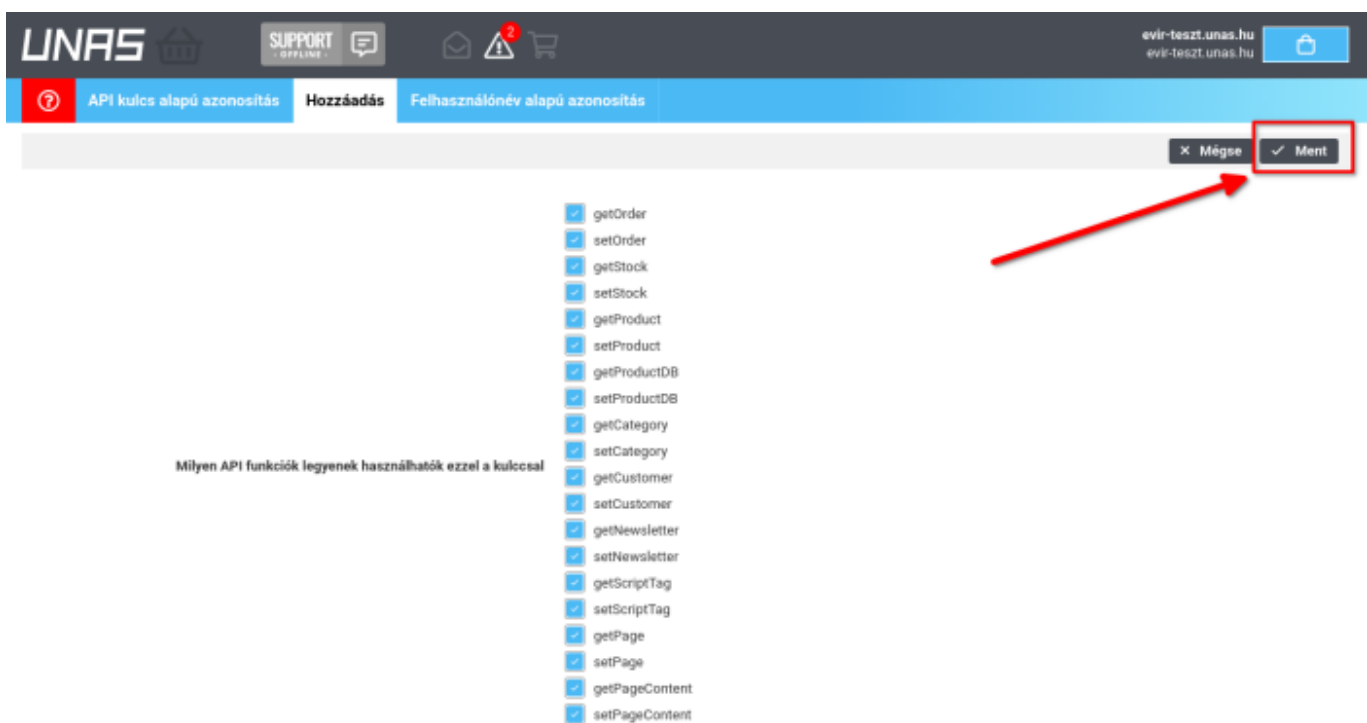 UNAS
SUPPORT
- OFFLINE -
2
evir-teszt.unas.hu
evir-teszt.unas.hu
API kulcs alapú azonosítás Hozzáadás Felhasználónév alapú azonosítás
× Mégse ✓ Ment
getOrder
setOrder
getStock
setStock
getProduct
setProduct
getProductDB
setProductDB
getCategory
setCategory
Milyen API funkciók legyenek használhatók ezzel a kulccsal
getCustomer
setCustomer
getNewsletter
setNewsletter
getScriptTag
setScriptTag
getPage
setPage
getPageContent
setPageContent